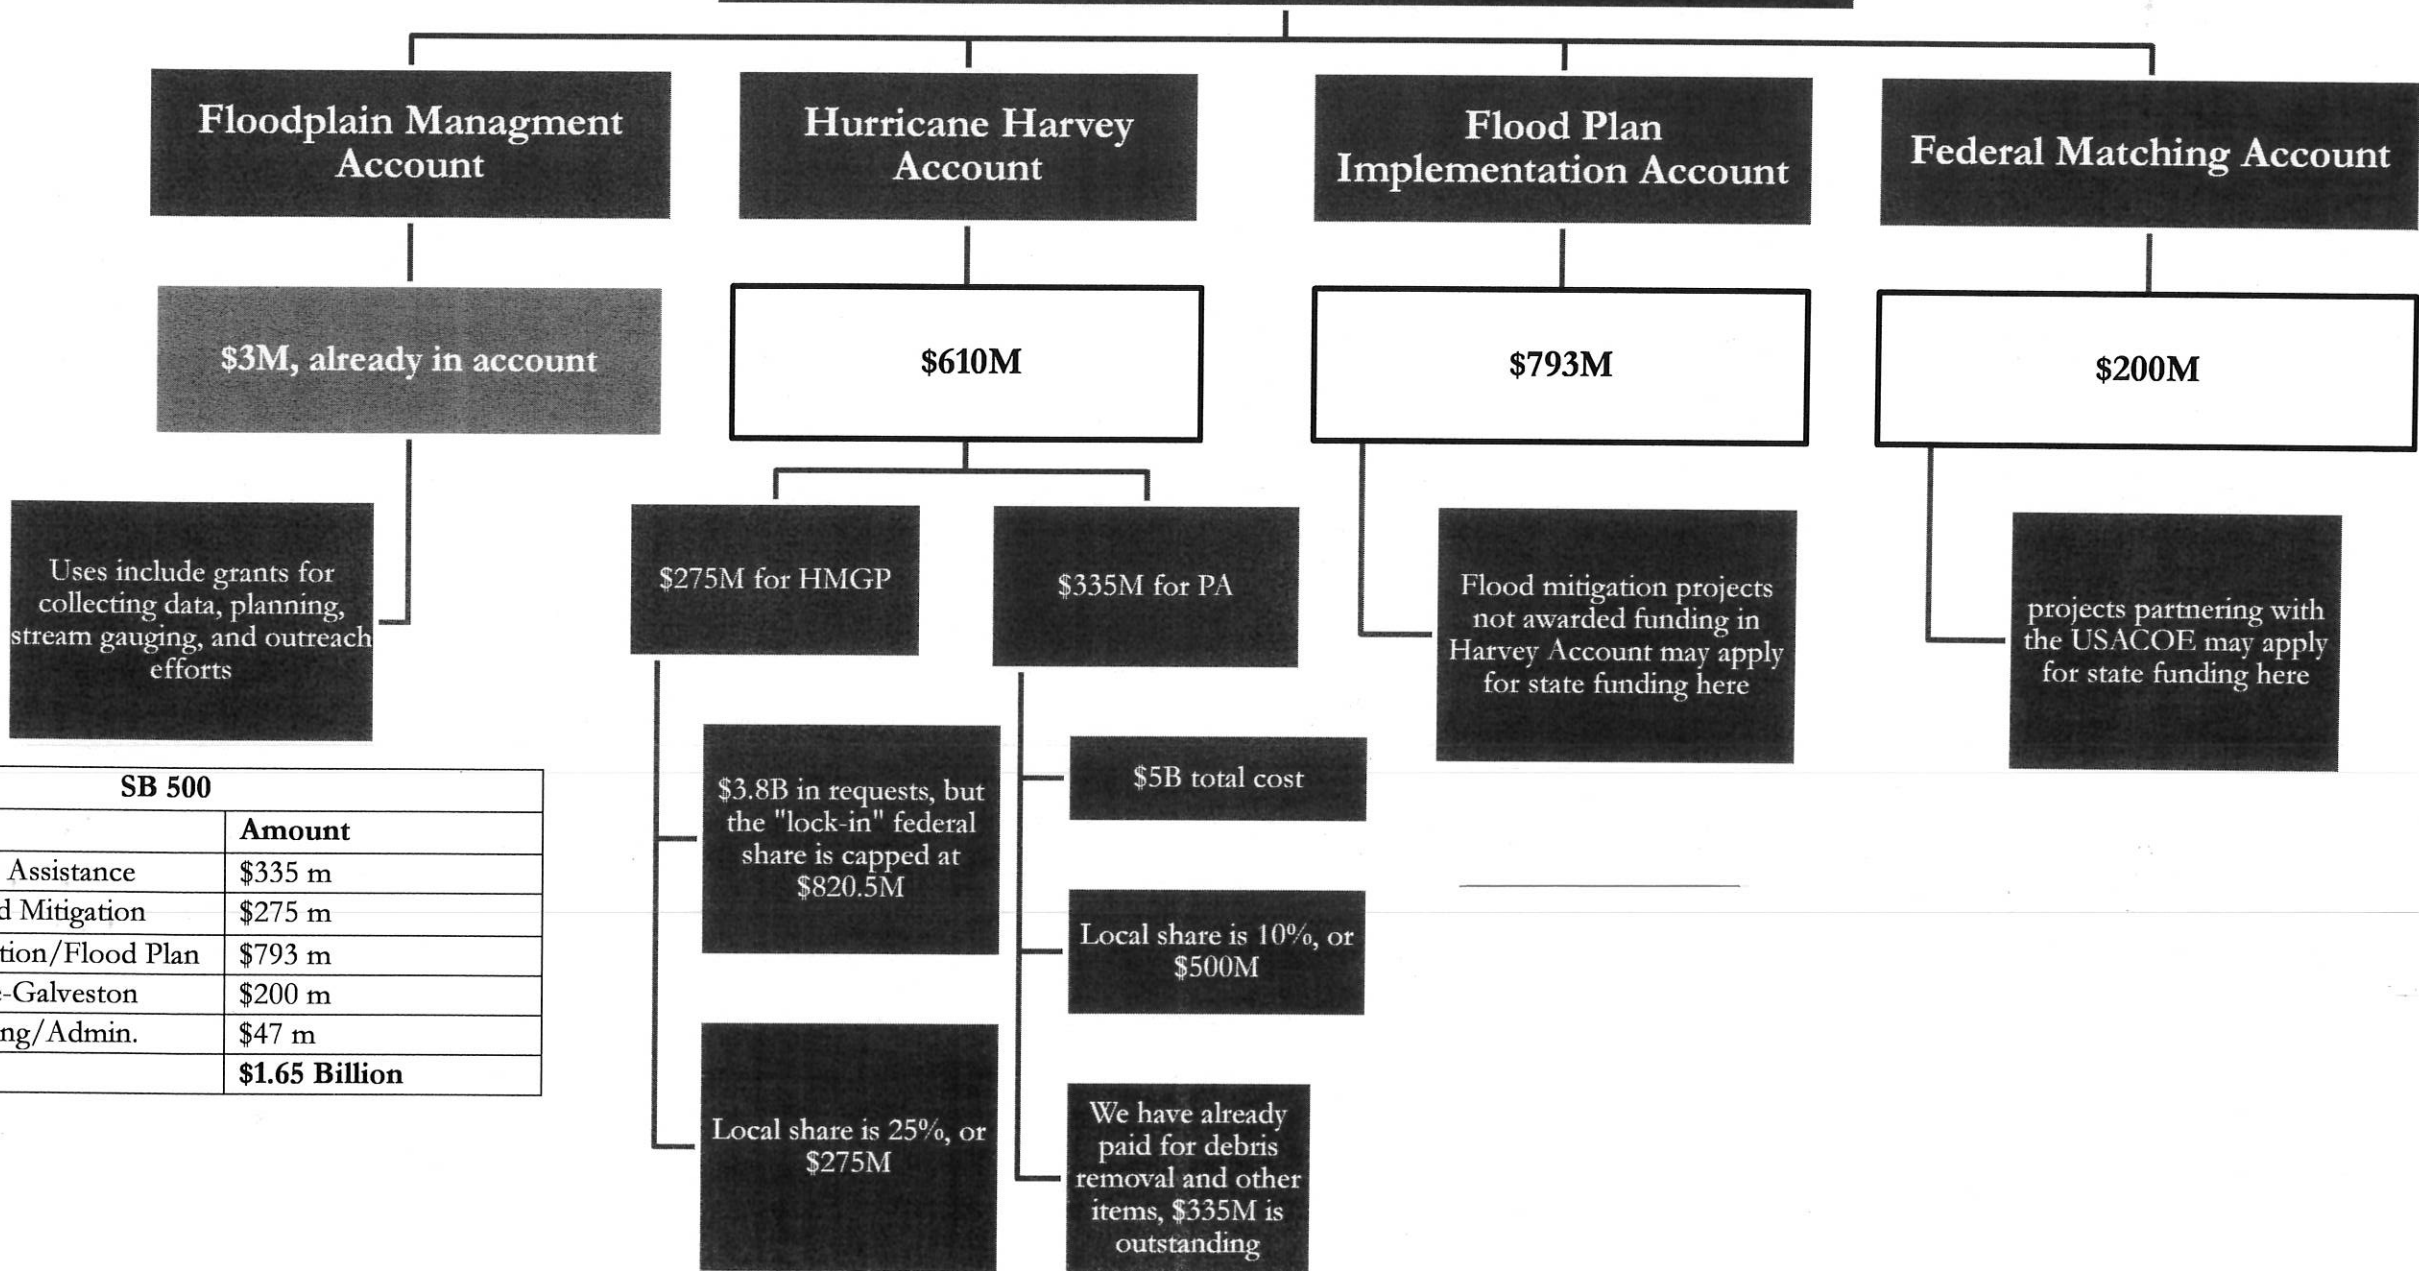 Floodplain Managment
Account
Hurricane Harvey
Account
Flood Plan
Implementation Account
Federal Matching Account
$3M, already in account
$610M
$793M
$200M
Uses include grants for
collecting data, planning,
stream gauging, and outreach
efforts
$275M for HMGP
$335M for PA
Flood mitigation projects
not awarded funding in
Harvey Account may apply
for state funding here
projects partnering with
the USACOE may apply
for state funding here
$3.8B in requests, but
the "lock-in" federal
share is capped at
$820.5M
Local share is 25%, or
$275M
$5B total cost
Local share is 10%, or
$500M
We have already
paid for debris
removal and other
items, $335M is
outstanding
SB 500
Amount
Assistance $335 m
d Mitigation $275 m
tion/Flood Plan $793 m
e-Galveston $200 m
ng/Admin. $47 m
$1.65 Billion